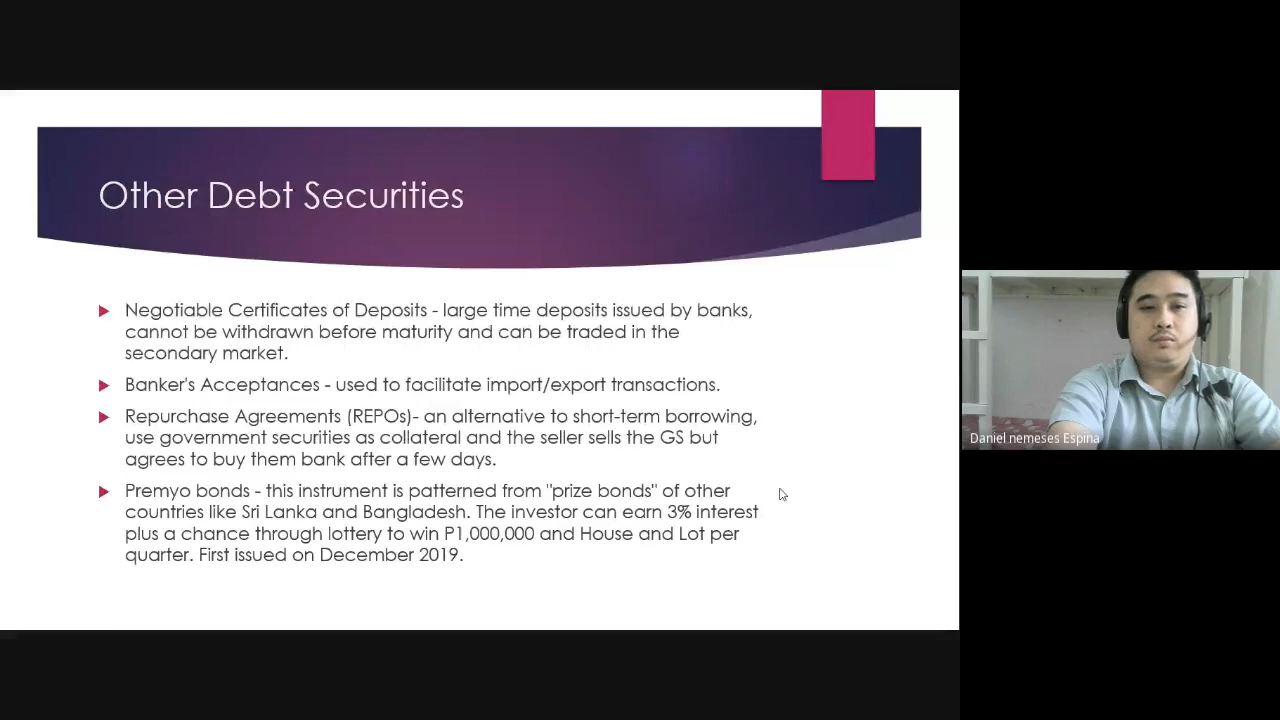 Other Debt Securities
Negotiable Certificates of Deposits - large time deposits issued by banks,
cannot be withdrawn before maturity and can be traded in the
secondary market.
Banker's Acceptances - used to facilitate import/export transactions.
Repurchase Agreements (REPOs)- an alternative to short-term borrowing,
use government securities as collateral and the seller sells the GS but
agrees to buy them bank after a few days.
Premyo bonds - this instrument is patterned from "prize bonds" of other
countries like Sri Lanka and Bangladesh. The investor can earn 3% interest
plus a chance through lottery to win P1,000,000 and House and Lot per
quarter. First issued on December 2019.
Daniel nemeses Espina